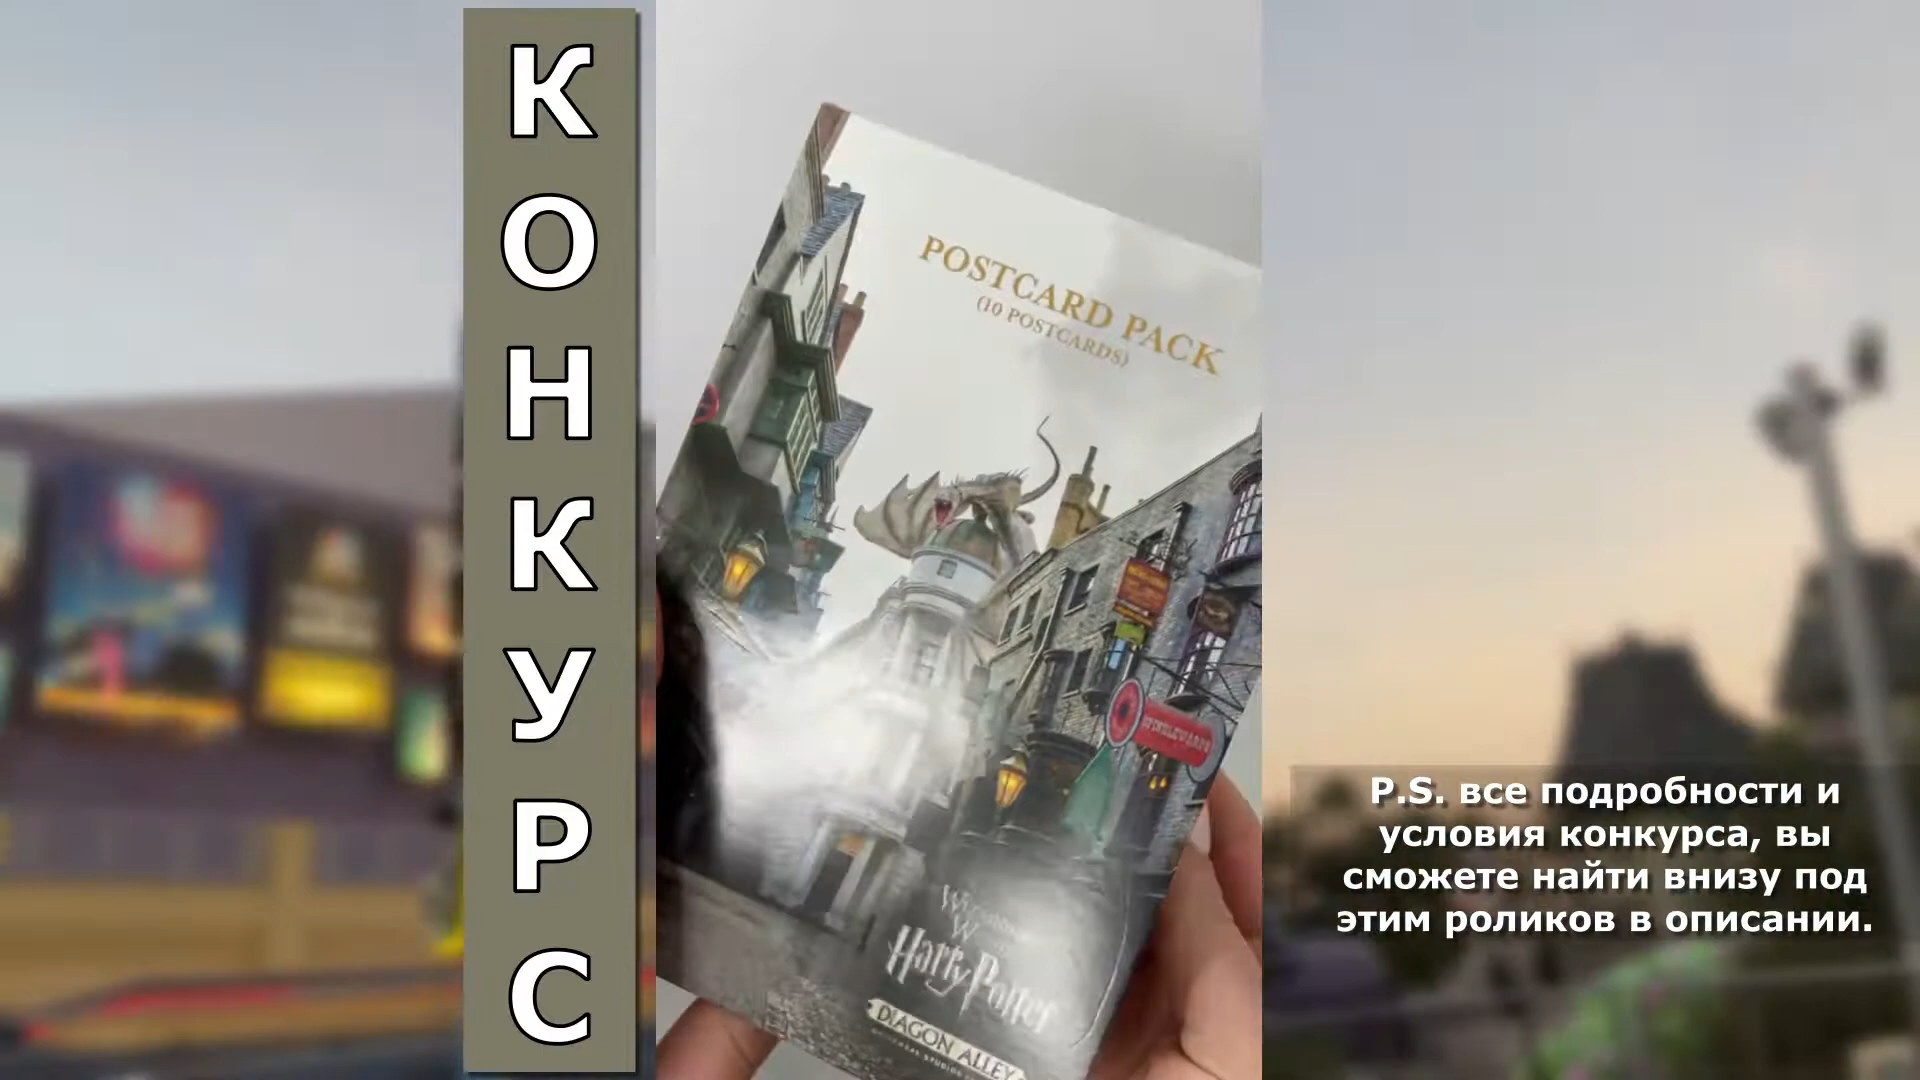 КОНКУРС
POSTCARD PACK
(10 POSTCARDS)
Harry Potter
DIAGON ALLEY
P.S. все подробности и
условия конкурса, вы
сможете найти внизу под
этим роликов в описании.